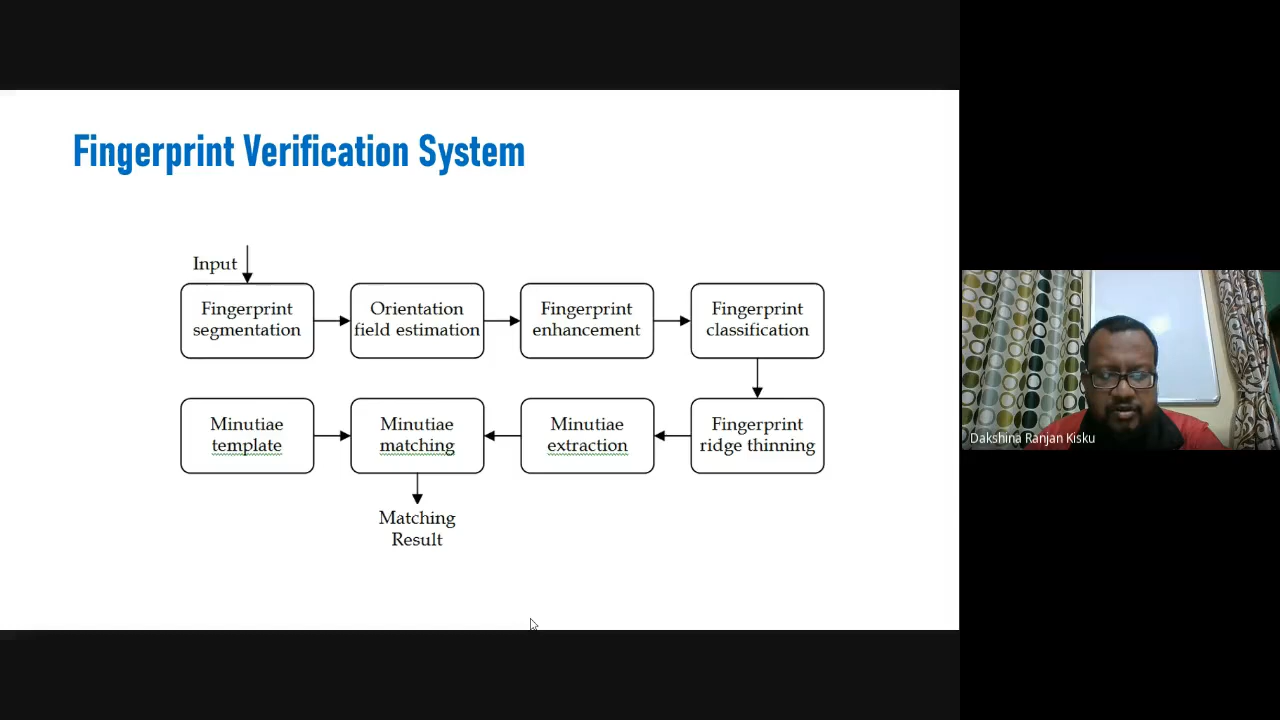 Fingerprint Verification System
Input
Fingerprint
segmentation
Orientation
field estimation
Fingerprint
enhancement
Fingerprint
classification
Minutiae
template
Minutiae
matching
Minutiae
extraction
Fingerprint
ridge thinning
Matching
Result
Dakshina Ranjan Kisku